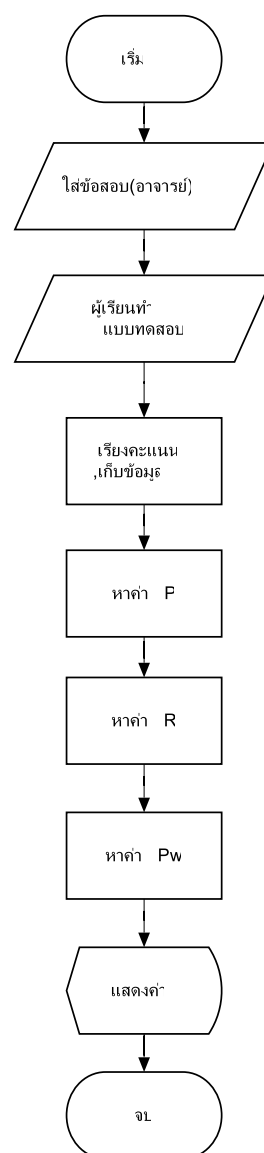 เริ่ม
ใส่ข้อสอบ(อาจารย์)
ผู้เรียนทำ
แบบทดสอบ
เรียงคะแนน
,เก็บข้อมูล
หาค่า P
หาค่า R
หาค่า Pw
แสดงค่า
จบ